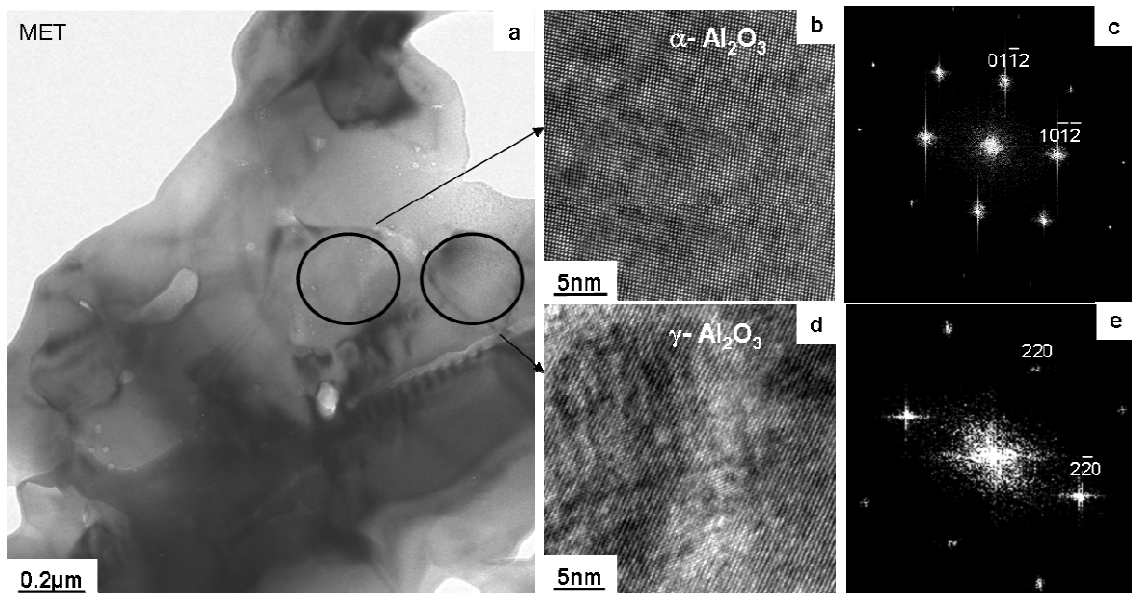 MET
a
0.2µm
b
α- Al₂O₃
5nm
c
011̄2
101̄2̄
d
γ- Al₂O₃
5nm
e
220
22̄0